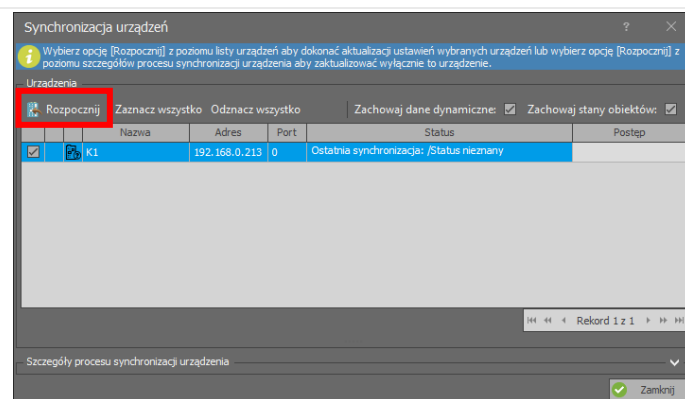 Synchronizacja urządzeń
Wybierz opcję [Rozpocznij] z poziomu listy urządzeń aby dokonać aktualizacji ustawień wybranych urządzeń lub wybierz opcję [Rozpocznij] z
poziomu szczegółów procesu synchronizacji urządzenia aby zaktualizować wyłącznie to urządzenie.
Urządzenia
Rozpocznij Zaznacz wszystko Odznacz wszystko Zachowaj dane dynamiczne: Zachowaj stany obiektów:
Nazwa Adres Port Status Postęp
K1 192.168.0.213 0 Ostatnia synchronizacja: /Status nieznany
Rekord 1 z 1
Szczegóły procesu synchronizacji urządzenia
Zamknij